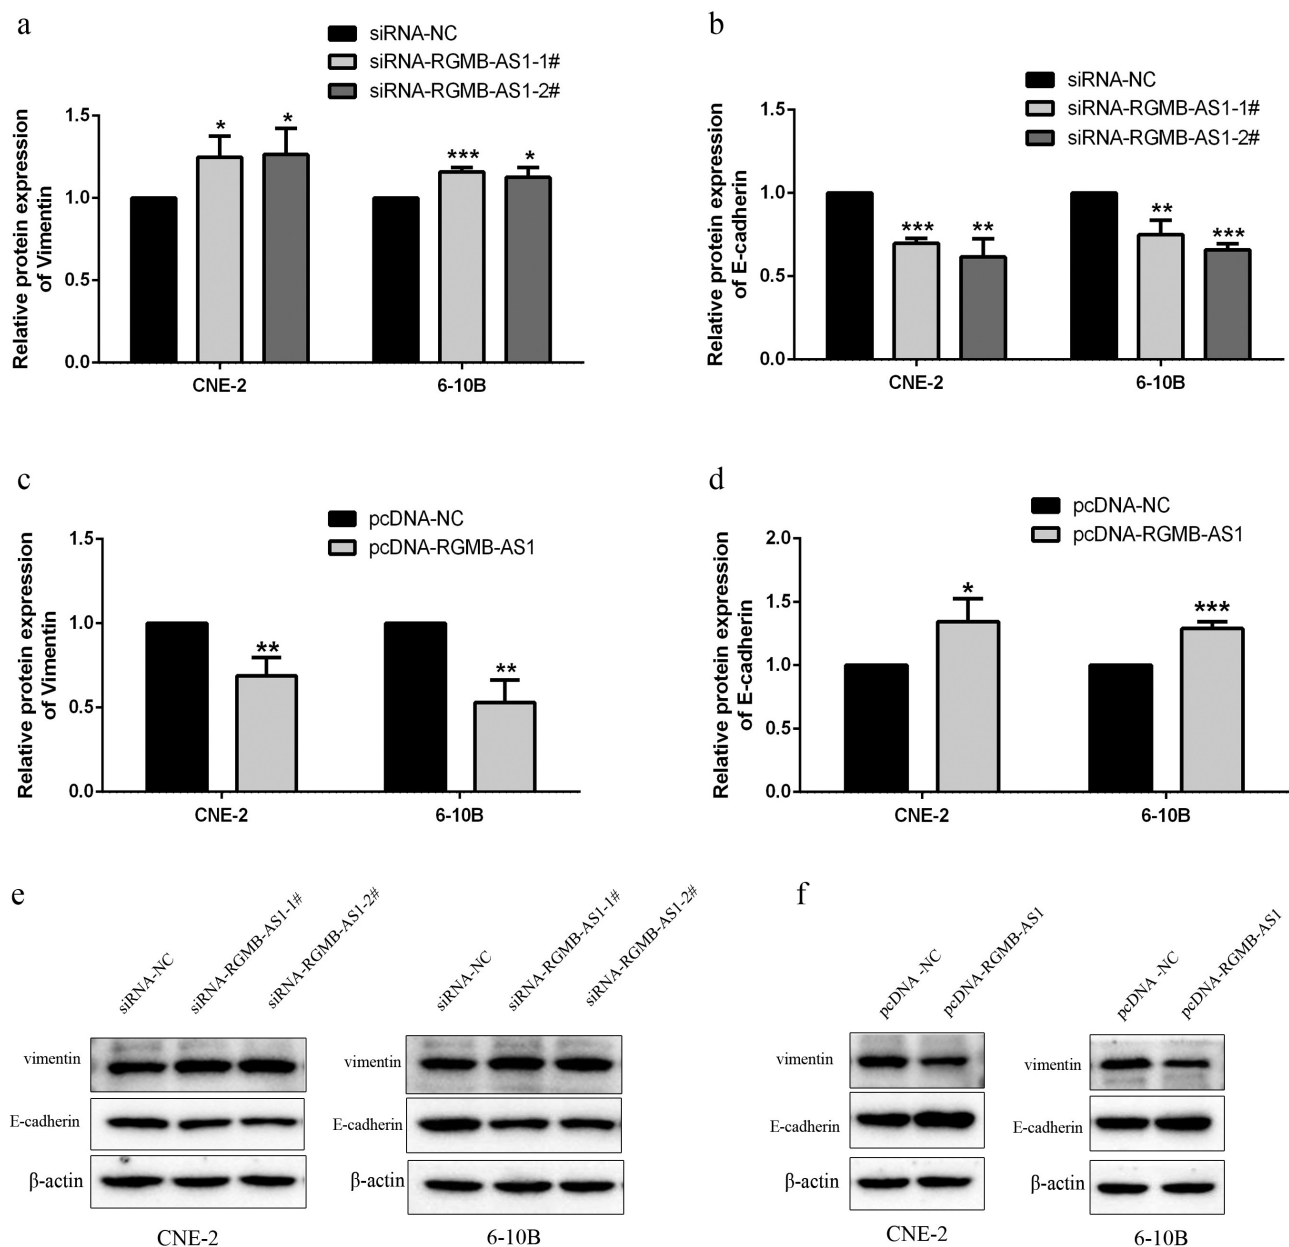 a
siRNA-NC
siRNA-RGMB-AS1-1#
siRNA-RGMB-AS1-2#
Relative protein expression
of Vimentin
1.5
1.0
0.5
0.0
* * *** *
CNE-2 6-10B
b
siRNA-NC
siRNA-RGMB-AS1-1#
siRNA-RGMB-AS1-2#
Relative protein expression
of E-cadherin
1.5
1.0
0.5
0.0
*** ** ** ***
CNE-2 6-10B
c
pcDNA-NC
pcDNA-RGMB-AS1
Relative protein expression
of Vimentin
1.5
1.0
0.5
0.0
** **
CNE-2 6-10B
d
pcDNA-NC
pcDNA-RGMB-AS1
Relative protein expression
of E-cadherin
2.0
1.5
1.0
0.5
0.0
* ***
CNE-2 6-10B
e
siRNA-NC
siRNA-RGMB-AS1-1#
siRNA-RGMB-AS1-2#
vimentin
E-cadherin
β-actin
CNE-2
siRNA-NC
siRNA-RGMB-AS1-1#
siRNA-RGMB-AS1-2#
vimentin
E-cadherin
β-actin
6-10B
f
pcDNA -NC
pcDNA-RGMB-AS1
vimentin
E-cadherin
β-actin
CNE-2
pcDNA -NC
pcDNA-RGMB-AS1
vimentin
E-cadherin
β-actin
6-10B